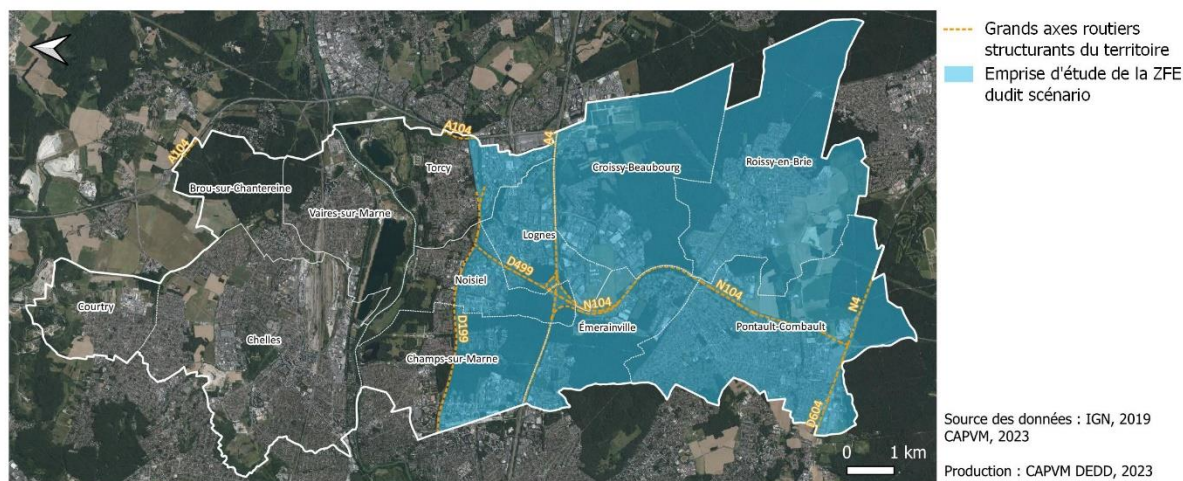 Grands axes routiers
structurants du territoire
Emprise d'étude de la ZFE
dudit scénario
A104
A104
A4
Torcy
Croissy-Beaubourg
Roissy-en-Brie
Brou-sur-Chantereine
Vaires-sur-Marne
Lognes
D499
Noisiel
N104
N104
N4
Courtry
Chelles
D199
Émerainville
Pontault-Combault
Champs-sur-Marne
D604
0 1 km
Source des données : IGN, 2019
CAPVM, 2023
Production : CAPVM DEDD, 2023